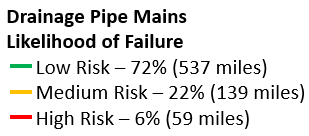 Drainage Pipe Mains
Likelihood of Failure
Low Risk – 72% (537 miles)
Medium Risk – 22% (139 miles)
High Risk – 6% (59 miles)